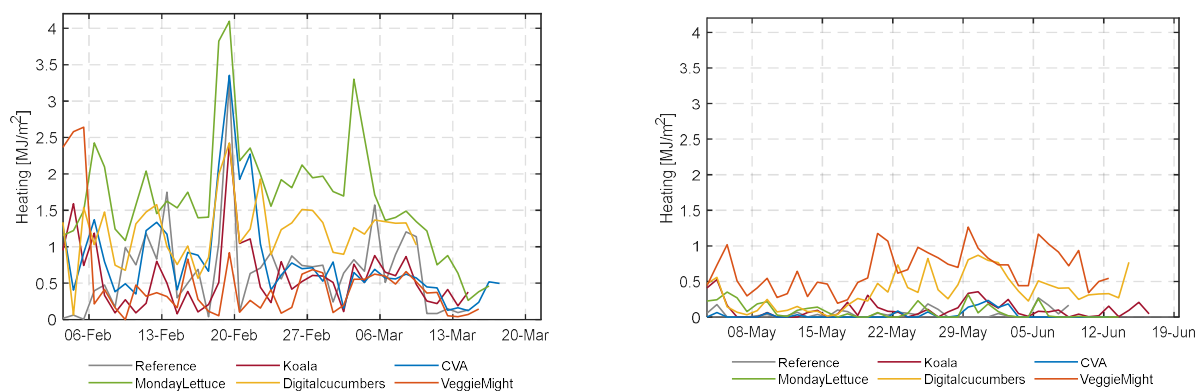 Heating [MJ/m²]
4
3.5
3
2.5
2
1.5
1
0.5
0
06-Feb 13-Feb 20-Feb 27-Feb 06-Mar 13-Mar 20-Mar
Reference Koala CVA
MondayLettuce Digitalcucumbers VeggieMight
Heating [MJ/m²]
4
3.5
3
2.5
2
1.5
1
0.5
0
08-May 15-May 22-May 29-May 05-Jun 12-Jun 19-Jun
Reference Koala CVA
MondayLettuce Digitalcucumbers VeggieMight